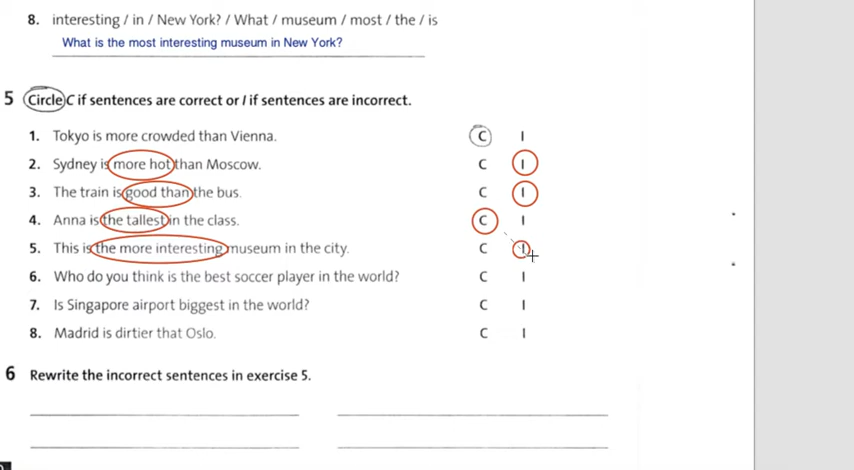 8. interesting / in / New York? / What / museum / most / the / is
What is the most interesting museum in New York?
5 Circle C if sentences are correct or I if sentences are incorrect.
1. Tokyo is more crowded than Vienna. C I
2. Sydney is more hot than Moscow. C I
3. The train is good than the bus. C I
4. Anna is the tallest in the class. C I
5. This is the more interesting museum in the city. C I
6. Who do you think is the best soccer player in the world? C I
7. Is Singapore airport biggest in the world? C I
8. Madrid is dirtier that Oslo. C I
6 Rewrite the incorrect sentences in exercise 5.